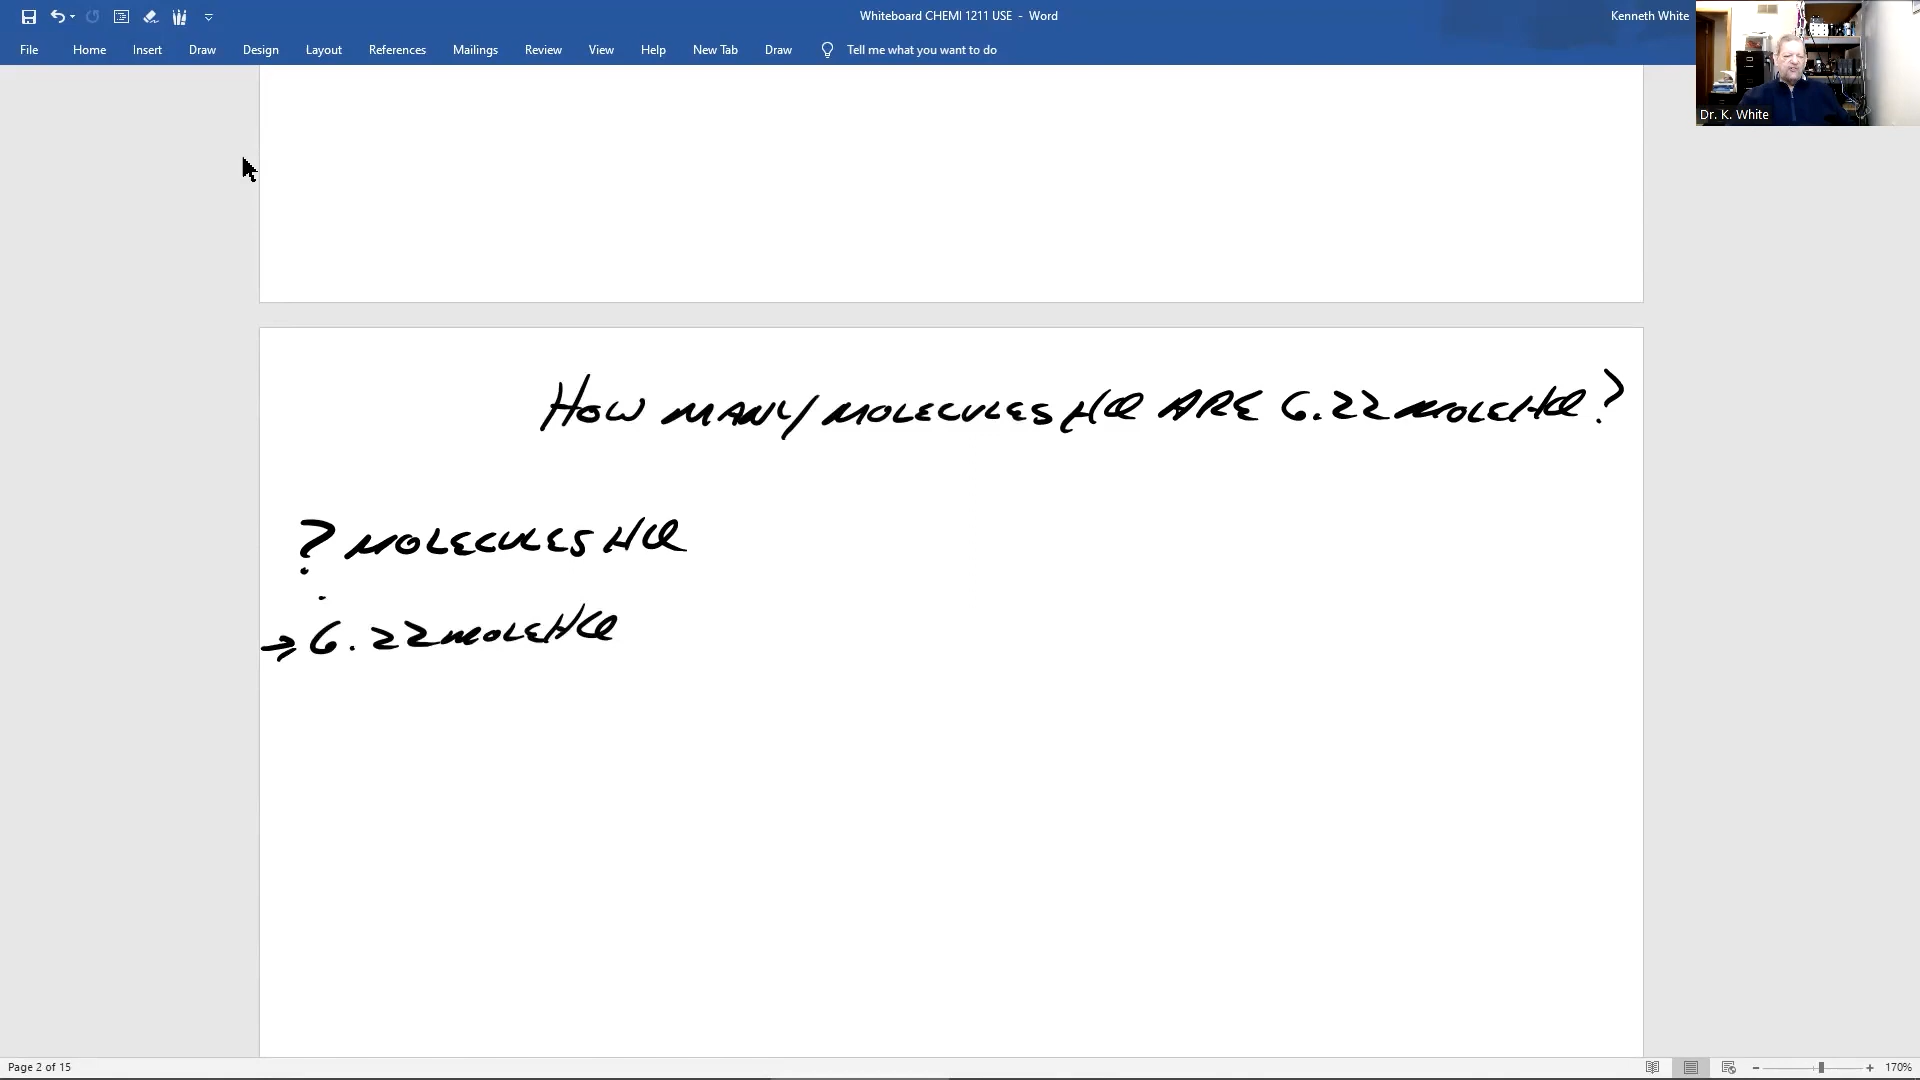 Whiteboard CHEMI 1211 USE - Word
Kenneth White
File Home Insert Draw Design Layout References Mailings Review View Help New Tab Draw Tell me what you want to do
Dr. K. White
HOW MANY MOLECULES HCl ARE 6.22 MOLE HCl?
? MOLECULES HCl
→ 6.22 MOLE HCl
Page 2 of 15
170%